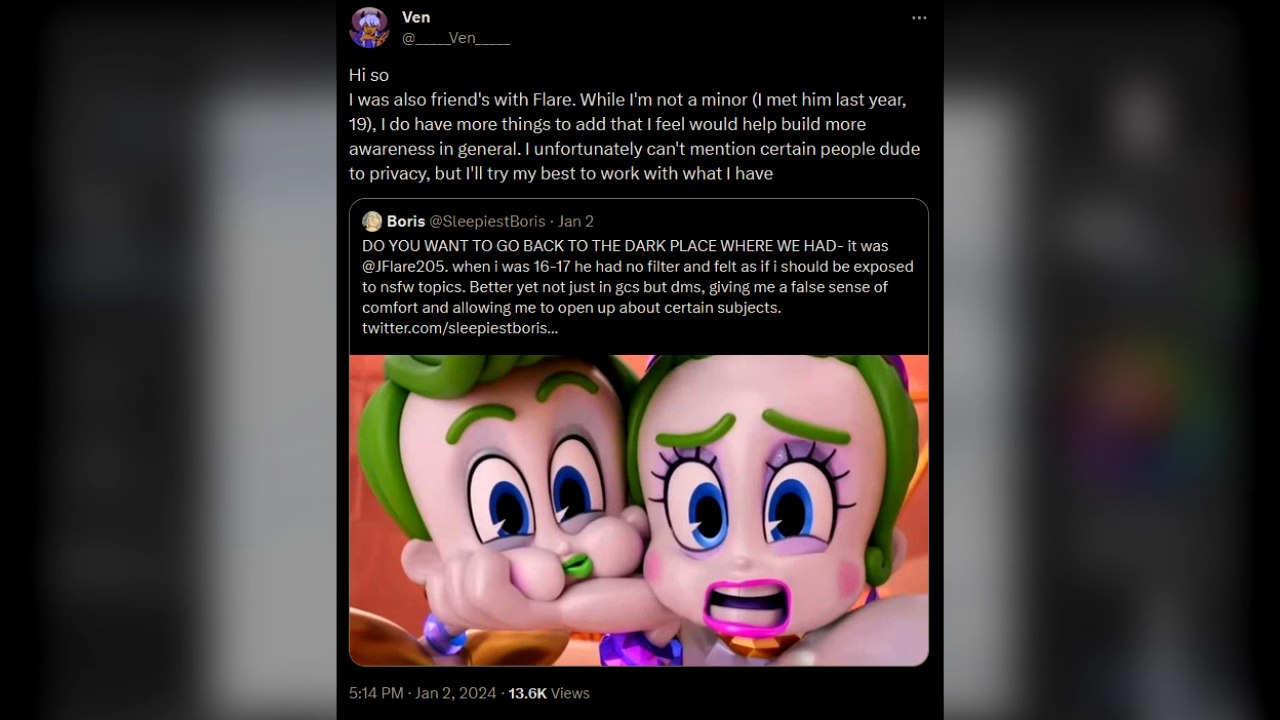 Ven
@_____Ven_____
Hi so
I was also friend's with Flare. While I'm not a minor (I met him last year,
19), I do have more things to add that I feel would help build more
awareness in general. I unfortunately can't mention certain people dude
to privacy, but I'll try my best to work with what I have
Boris @SleepiestBoris · Jan 2
DO YOU WANT TO GO BACK TO THE DARK PLACE WHERE WE HAD- it was
@JFlare205. when i was 16-17 he had no filter and felt as if i should be exposed
to nsfw topics. Better yet not just in gcs but dms, giving me a false sense of
comfort and allowing me to open up about certain subjects.
twitter.com/sleepiestboris...
5:14 PM · Jan 2, 2024 · 13.6K Views